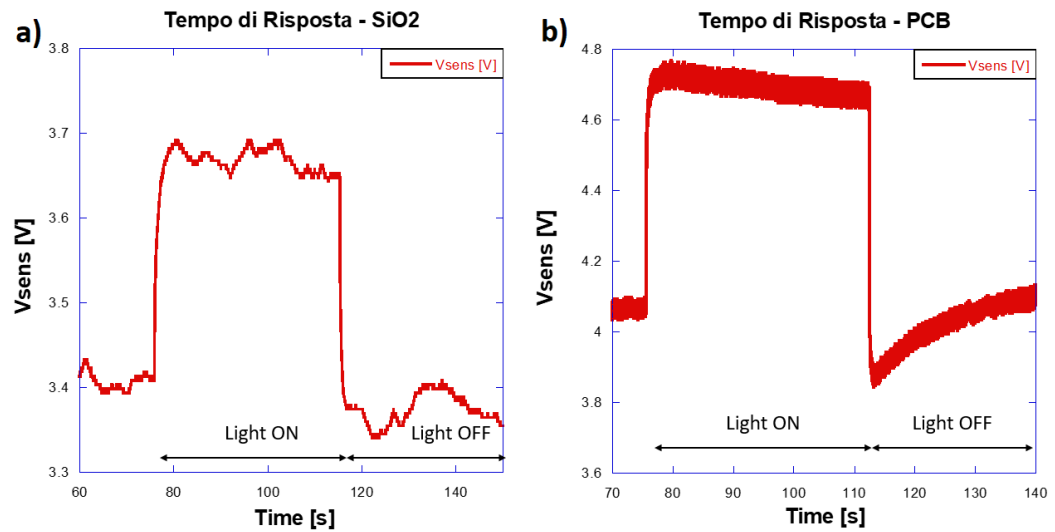 a)
Tempo di Risposta - SiO2
Vsens [V]
3.8
3.7
3.6
3.5
3.4
3.3
Vsens [V]
Light ON
Light OFF
60
80
100
120
140
Time [s]
b)
Tempo di Risposta - PCB
Vsens [V]
4.8
4.6
4.4
4.2
4
3.8
3.6
Vsens [V]
Light ON
Light OFF
70
80
90
100
110
120
130
140
Time [s]